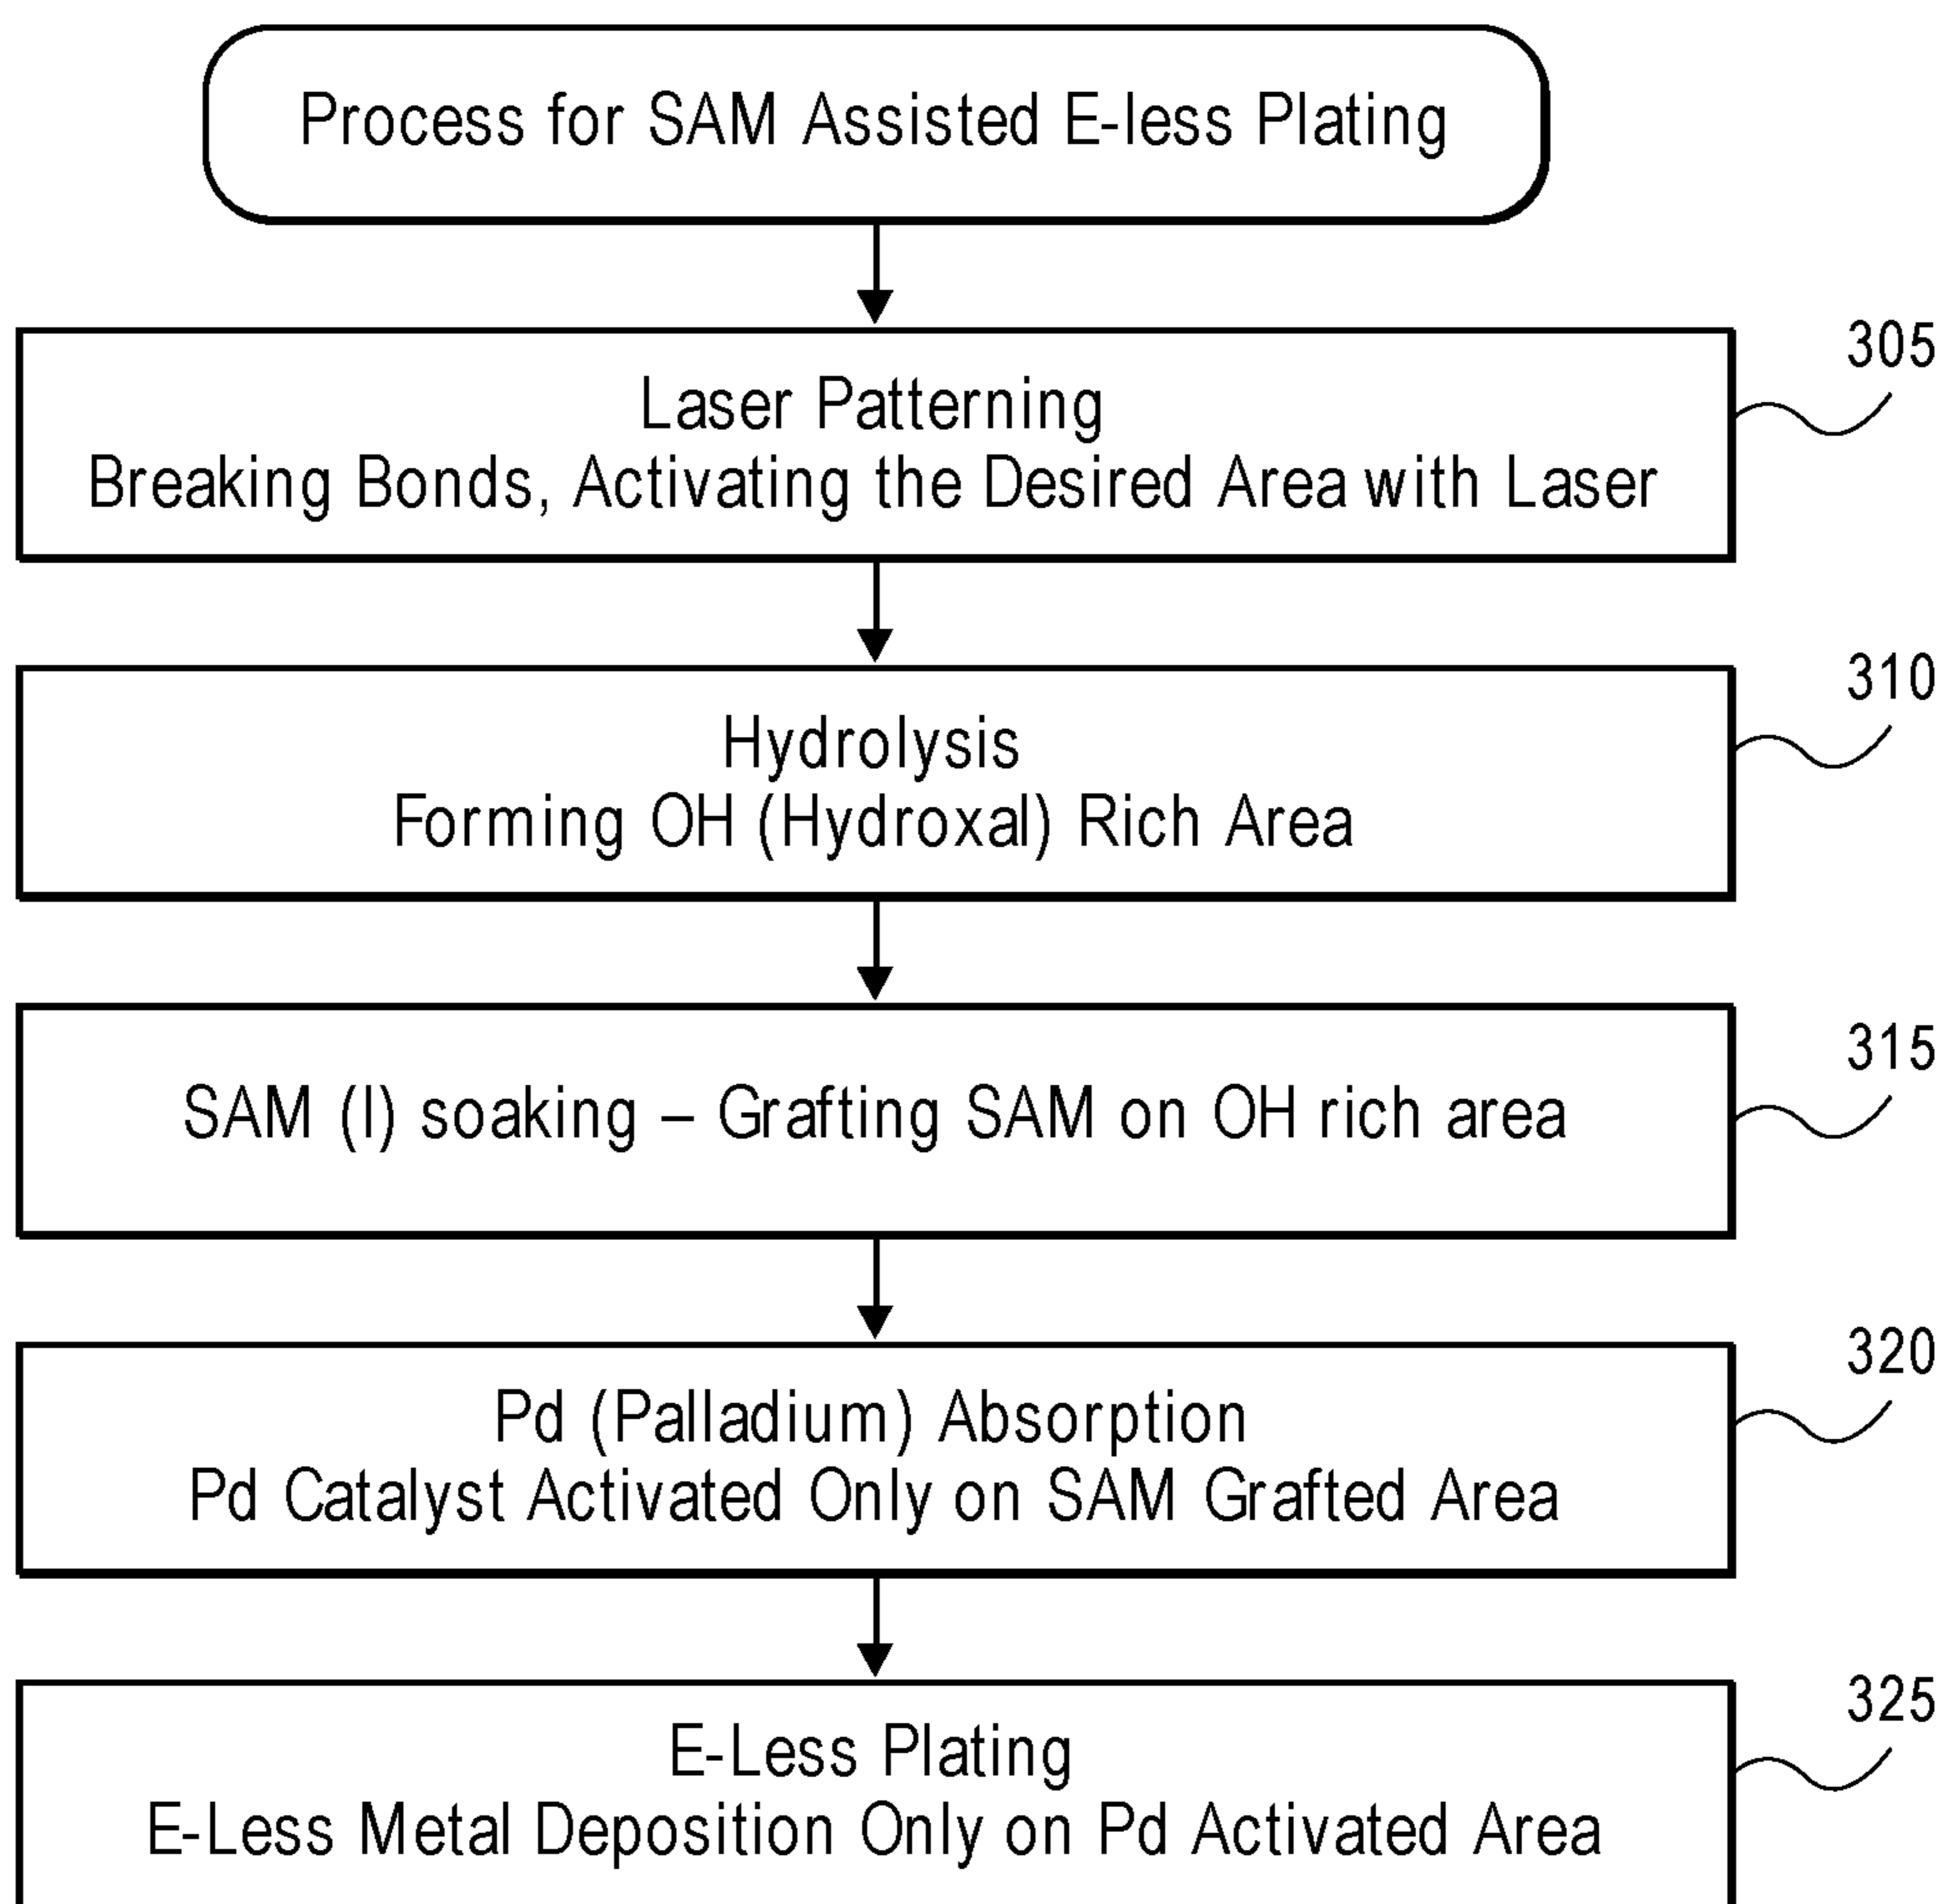 Process for SAM Assisted E-less Plating
305
Laser Patterning
Breaking Bonds, Activating the Desired Area with Laser
310
Hydrolysis
Forming OH (Hydroxal) Rich Area
315
SAM (I) soaking – Grafting SAM on OH rich area
320
Pd (Palladium) Absorption
Pd Catalyst Activated Only on SAM Grafted Area
325
E-Less Plating
E-Less Metal Deposition Only on Pd Activated Area